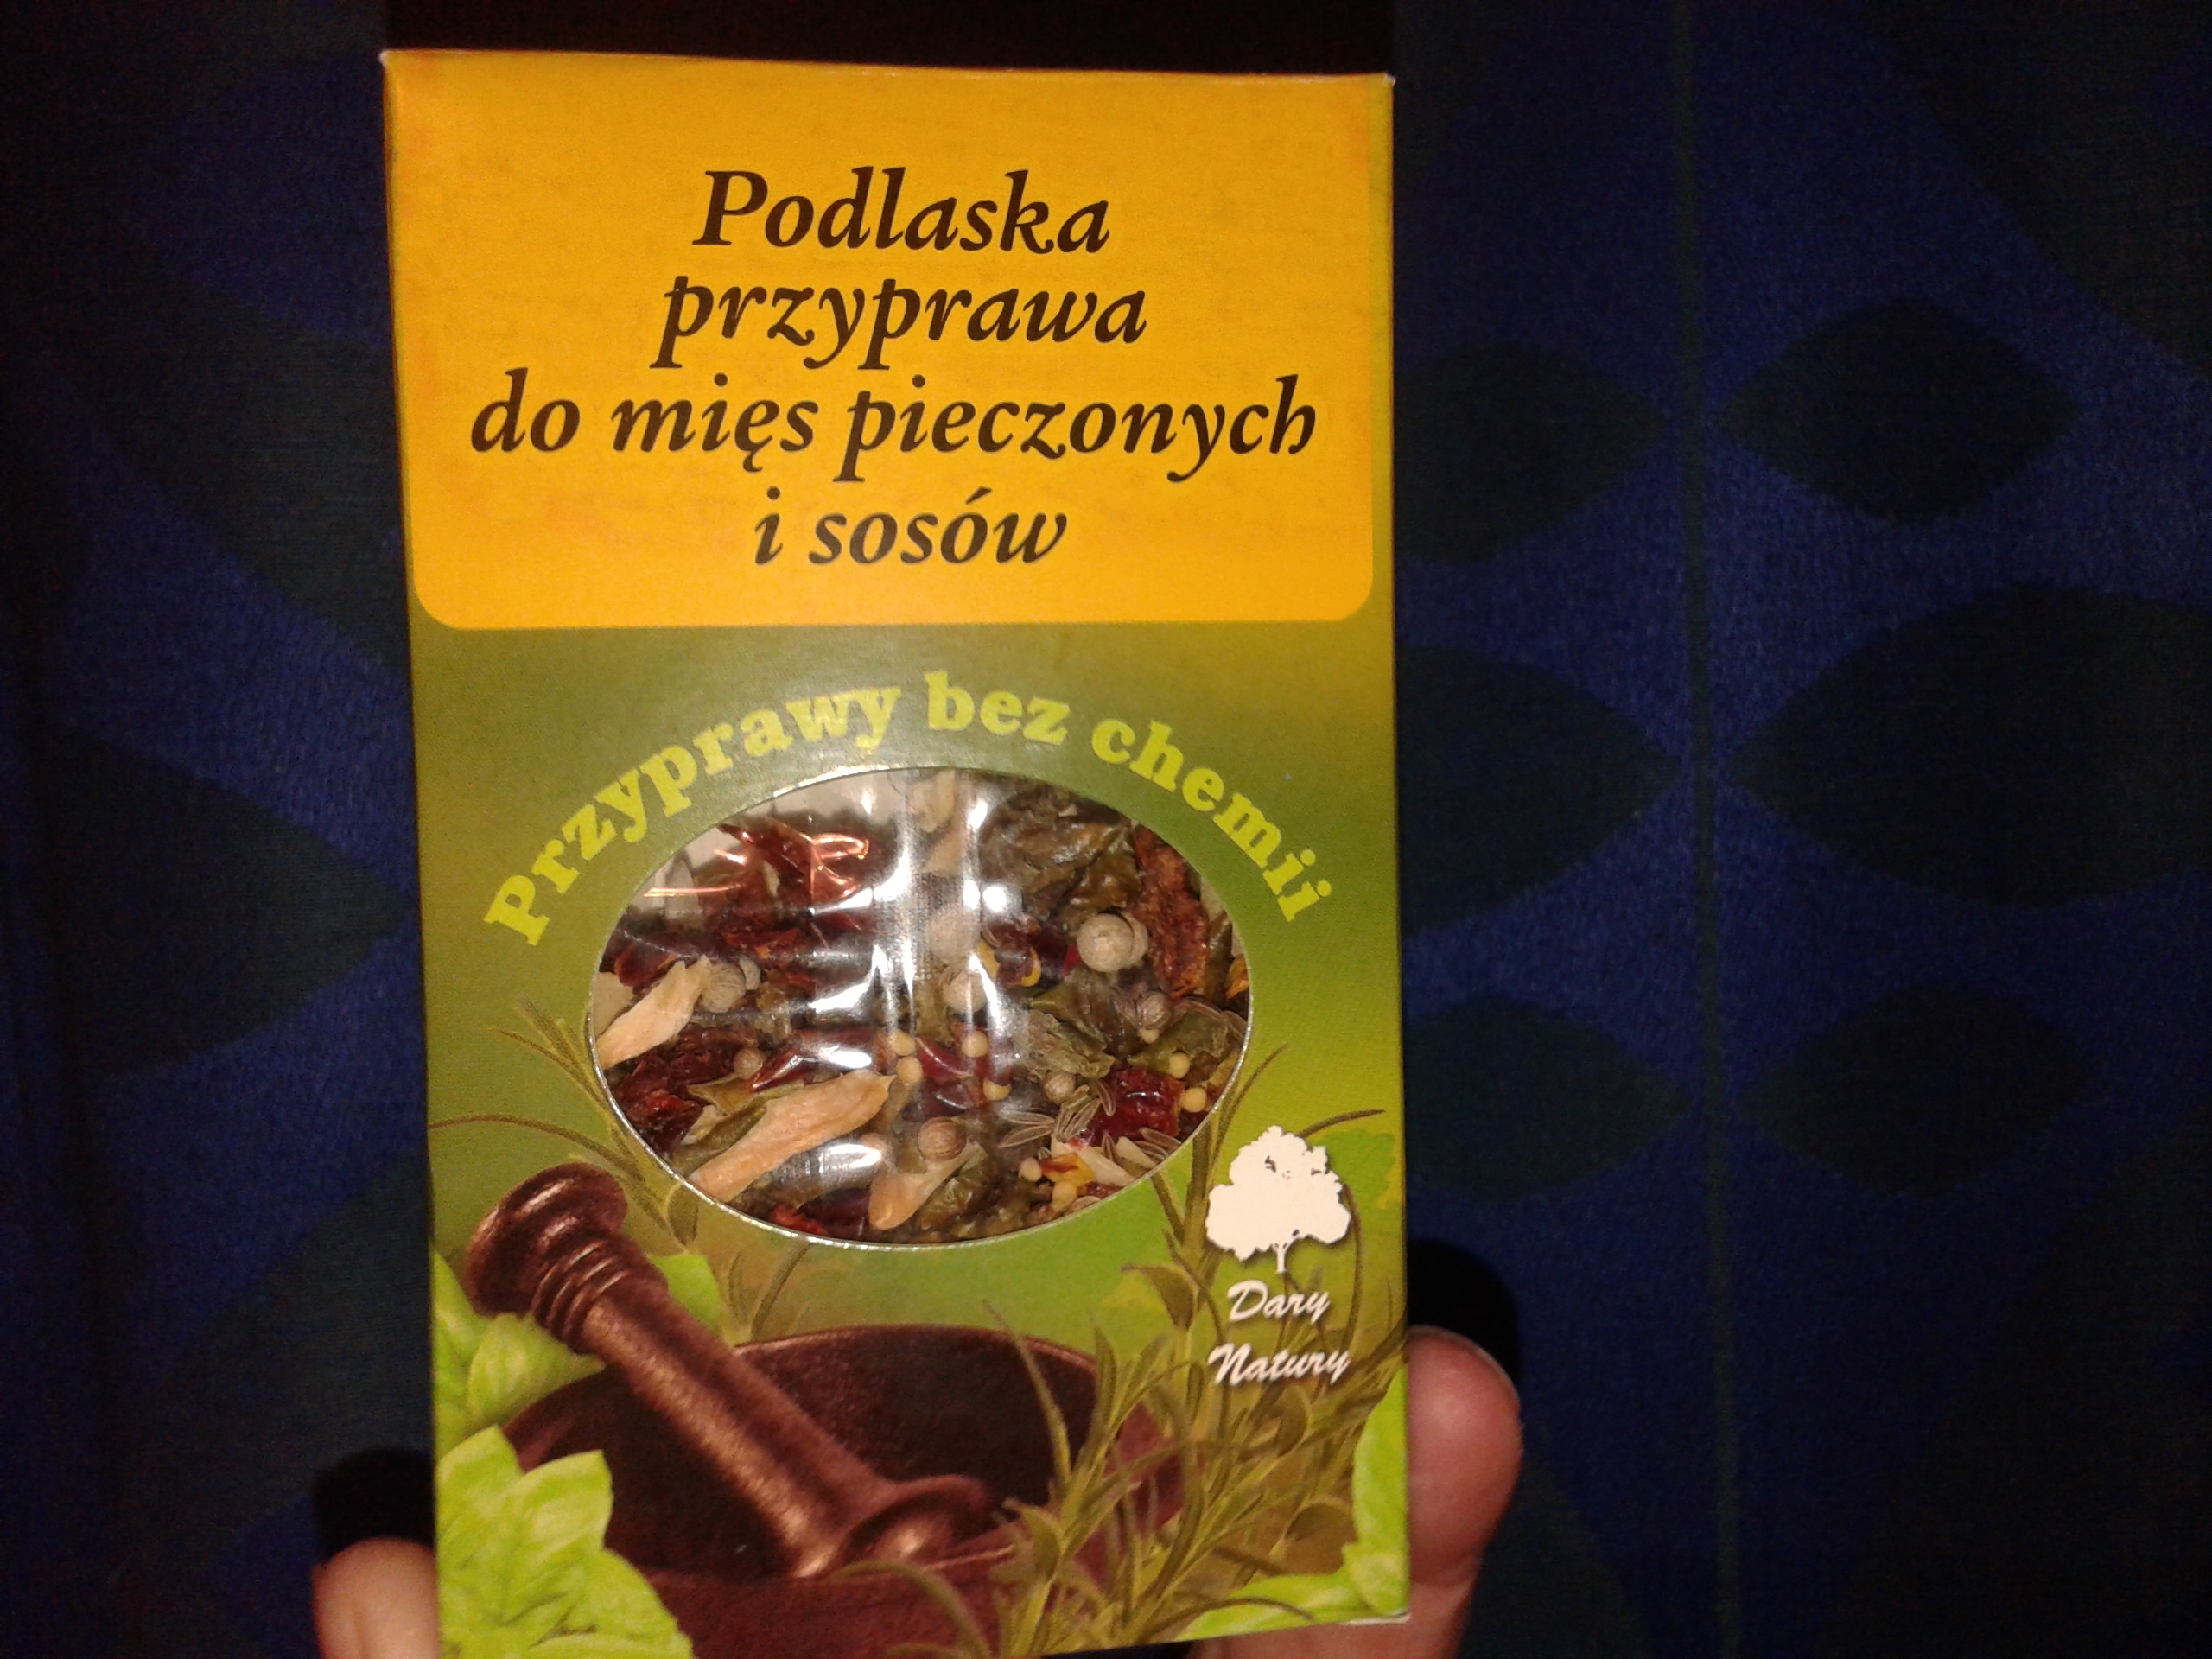 Podlaska
przyprawa
do mięs pieczonych
i sosów
Przyprawy bez chemii
Dary
Natury